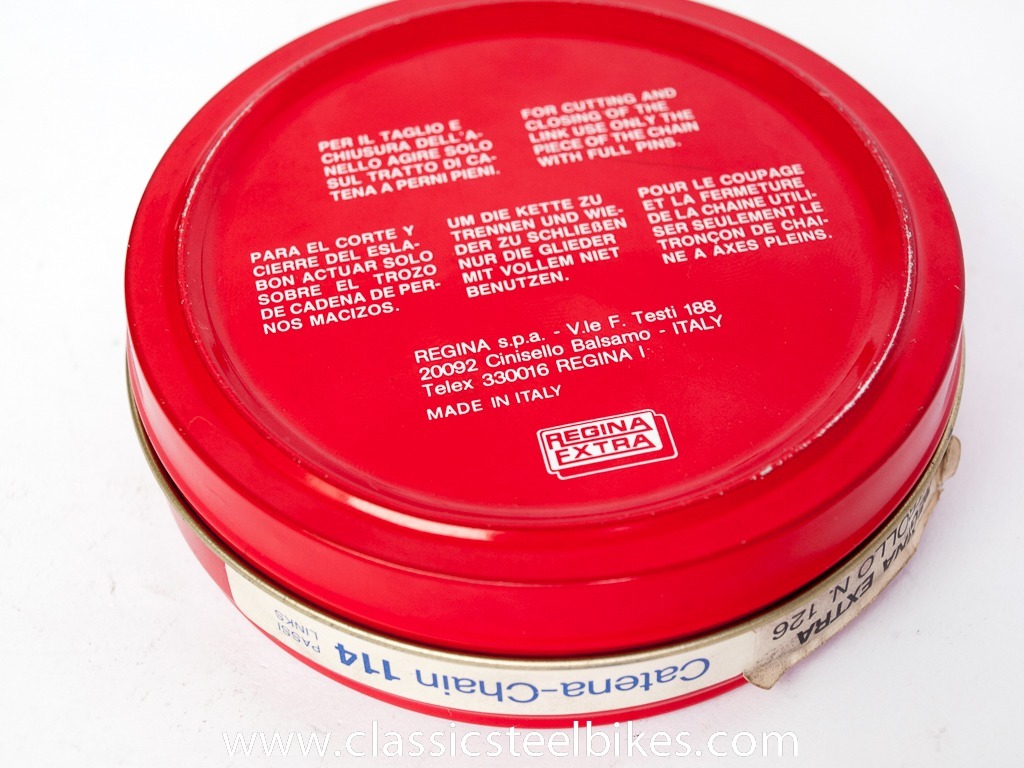 PER IL TAGLIO E
CHIUSURA DELL'A-
NELLO AGIRE SOLO
SUL TRATTO DI CA-
TENA A PERNI PIENI.
FOR CUTTING AND
CLOSING OF THE
LINK USE ONLY THE
PIECE OF THE CHAIN
WITH FULL PINS.
PARA EL CORTE Y
CIERRE DEL ESLA-
BON ACTUAR SOLO
SOBRE EL TROZO
DE CADENA DE PER-
NOS MACIZOS.
UM DIE KETTE ZU
TRENNEN UND WIE-
DER ZU SCHLIEßEN
NUR DIE GLIEDER
MIT VOLLEM NIET
BENUTZEN.
POUR LE COUPAGE
ET LA FERMETURE
DE LA CHAINE UTILI-
SER SEULEMENT LE
TRONÇON DE CHAI-
NE A AXES PLEINS.
REGINA s.p.a. - V.le F. Testi 188
20092 Cinisello Balsamo - ITALY
Telex 330016 REGINA I
MADE IN ITALY
REGINA
EXTRA
Catena-Chain 114
PASSI
LINKS
EXTRA
N. 126
www.classicsteelbikes.com